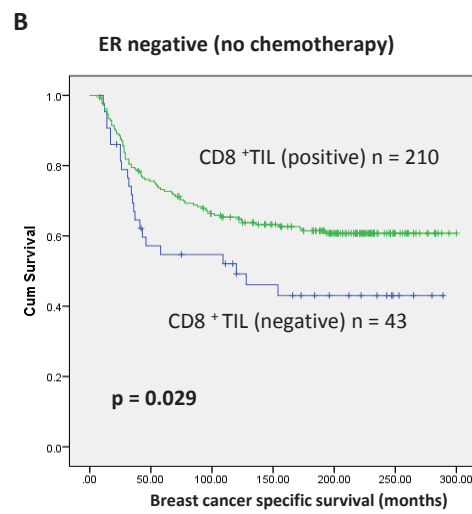 B
ER negative (no chemotherapy)
Cum Survival
1.0
0.8
0.6
0.4
0.2
0.0
CD8 +TIL (positive) n = 210
CD8 + TIL (negative) n = 43
p = 0.029
.00 50.00 100.00 150.00 200.00 250.00 300.00
Breast cancer specific survival (months)